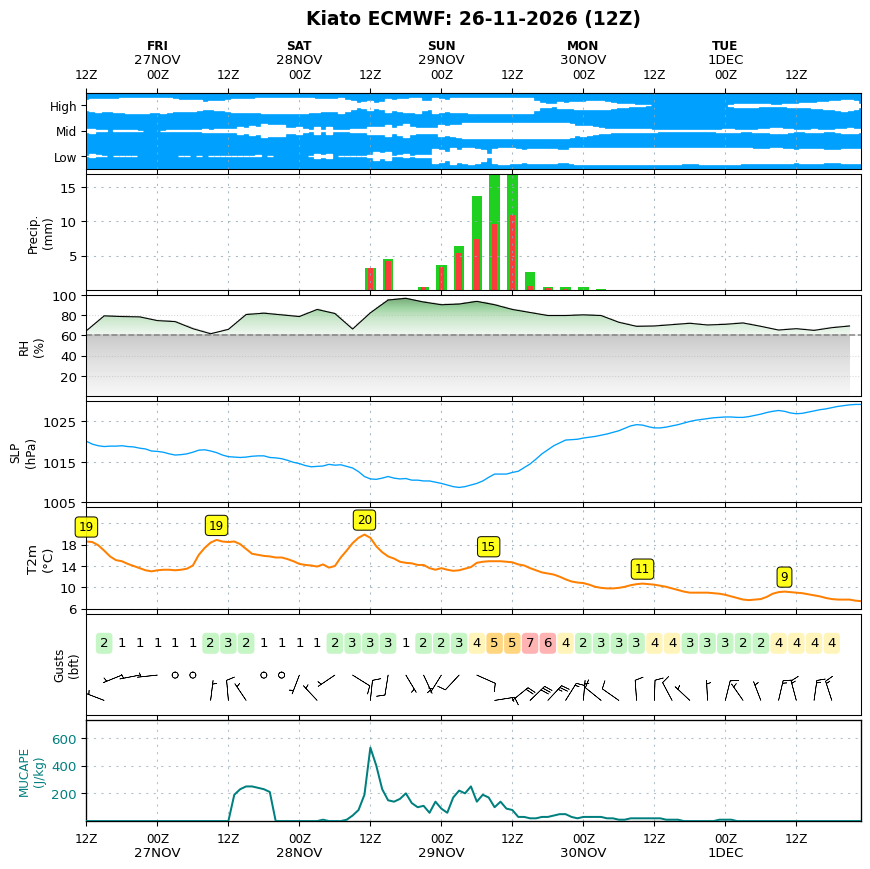 Kiato ECMWF: 26-11-2026 (12Z)
FRI SAT SUN MON TUE
27NOV 28NOV 29NOV 30NOV 1DEC
12Z 00Z 12Z 00Z 12Z 00Z 12Z 00Z 12Z 00Z 12Z
High
Mid
Low
Precip.
(mm)
15
10
5
RH
(%)
100
80
60
40
20
SLP
(hPa)
1025
1015
1005
T2m
(°C)
18
14
10
6
19 19 20 15 11 9
Gusts
(bft)
2 1 1 1 1 1 2 3 2 1 1 1 1 2 3 3 3 1 2 2 3 4 5 5 7 6 4 2 3 3 3 4 4 3 3 3 2 2 4 4 4 4
MUCAPE
(J/kg)
600
400
200
12Z 00Z 12Z 00Z 12Z 00Z 12Z 00Z 12Z 00Z 12Z
27NOV 28NOV 29NOV 30NOV 1DEC